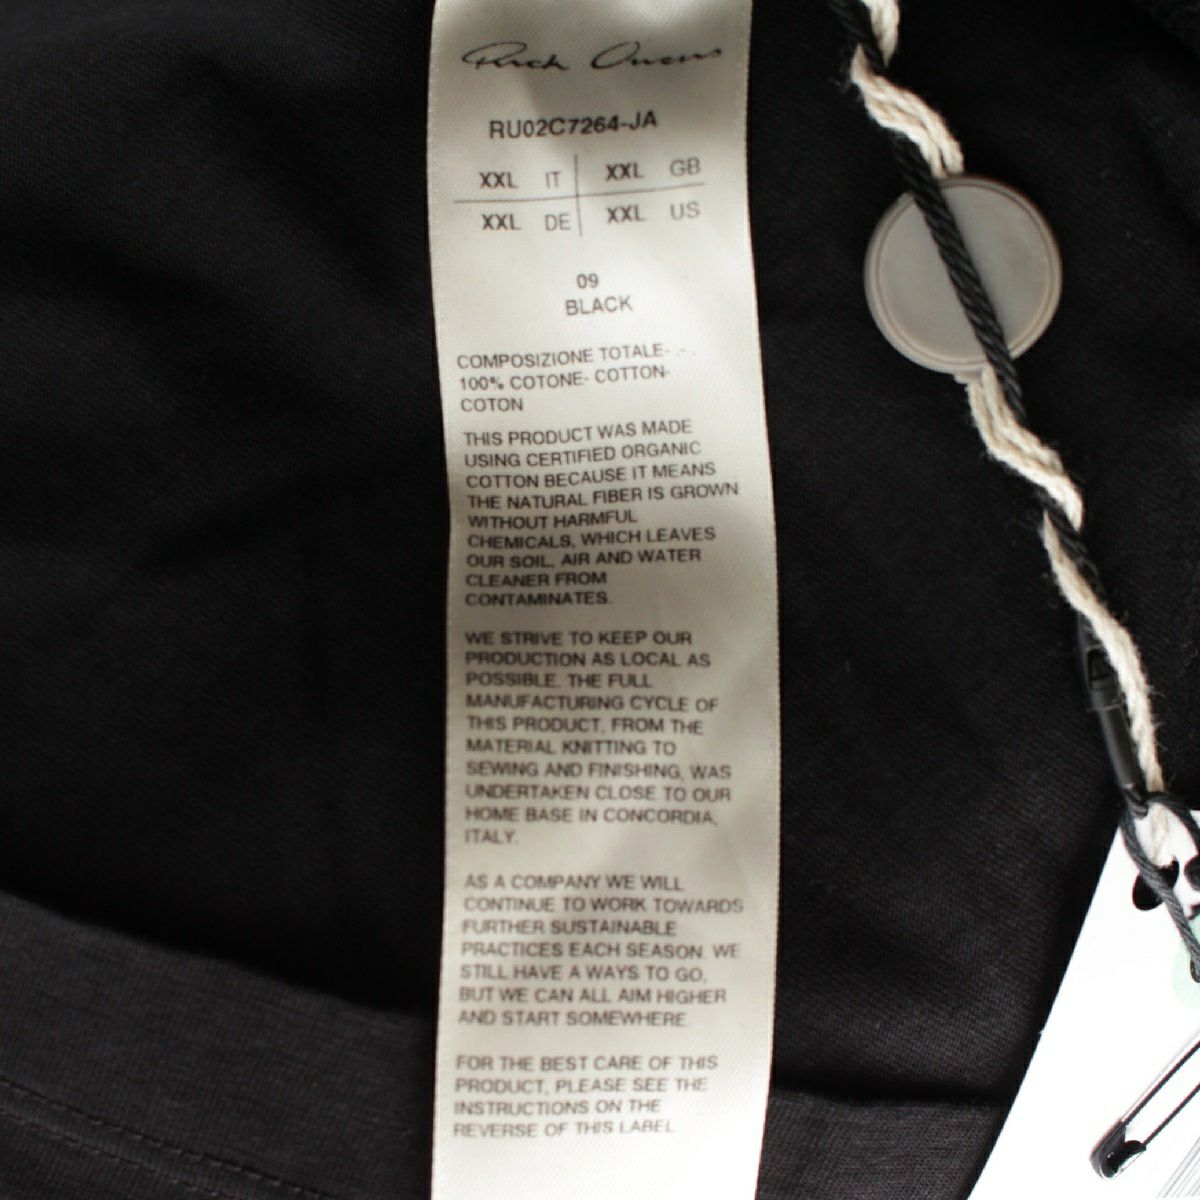 Rick Owens
RU02C7264-JA
XXL IT XXL GB
XXL DE XXL US
09
BLACK
COMPOSIZIONE TOTALE-
100% COTONE- COTTON-
COTON
THIS PRODUCT WAS MADE
USING CERTIFIED ORGANIC
COTTON BECAUSE IT MEANS
THE NATURAL FIBER IS GROWN
WITHOUT HARMFUL
CHEMICALS, WHICH LEAVES
OUR SOIL, AIR AND WATER
CLEANER FROM
CONTAMINATES.
WE STRIVE TO KEEP OUR
PRODUCTION AS LOCAL AS
POSSIBLE. THE FULL
MANUFACTURING CYCLE OF
THIS PRODUCT, FROM THE
MATERIAL KNITTING TO
SEWING AND FINISHING, WAS
UNDERTAKEN CLOSE TO OUR
HOME BASE IN CONCORDIA,
ITALY.
AS A COMPANY WE WILL
CONTINUE TO WORK TOWARDS
FURTHER SUSTAINABLE
PRACTICES EACH SEASON. WE
STILL HAVE A WAYS TO GO,
BUT WE CAN ALL AIM HIGHER
AND START SOMEWHERE.
FOR THE BEST CARE OF THIS
PRODUCT, PLEASE SEE THE
INSTRUCTIONS ON THE
REVERSE OF THIS LABEL.